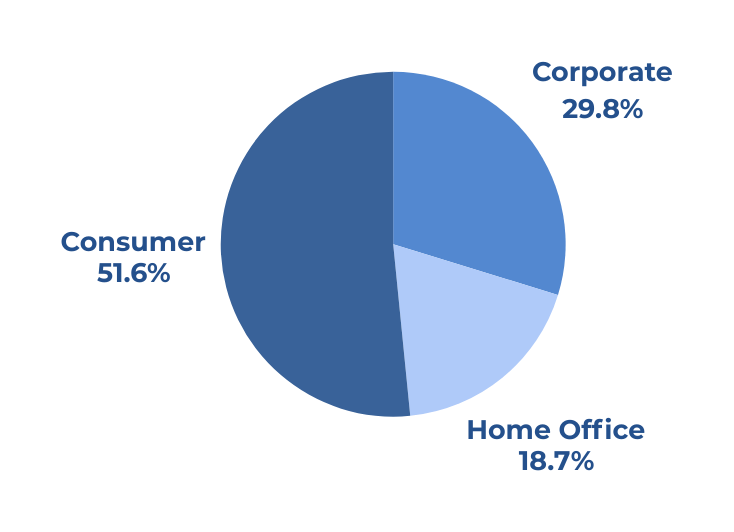 Corporate
29.8%
Consumer
51.6%
Home Office
18.7%